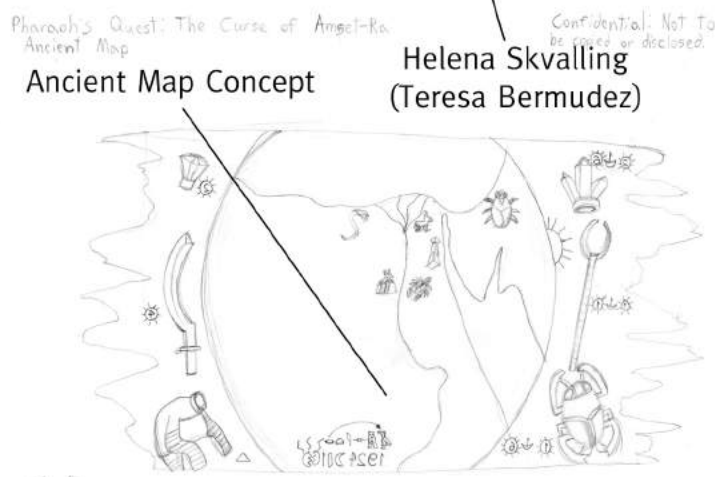 Pharaoh's Quest: The Curse of Amset-Ra
Ancient Map
Confidential: Not to
be copied or disclosed.
Helena Skvalling
(Teresa Bermudez)
Ancient Map Concept